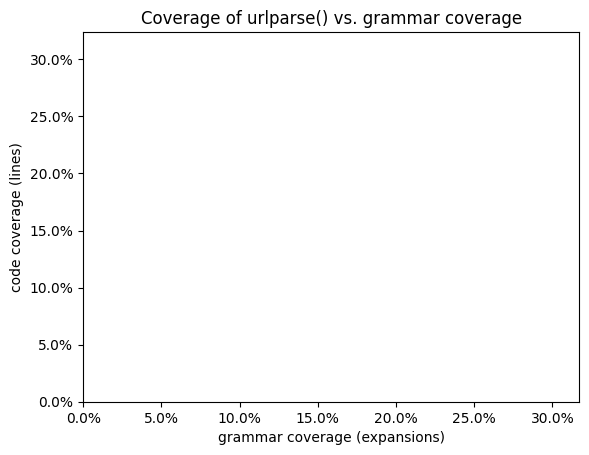 Coverage of urlparse() vs. grammar coverage
30.0%
25.0%
20.0%
15.0%
10.0%
5.0%
0.0%
code coverage (lines)
0.0% 5.0% 10.0% 15.0% 20.0% 25.0% 30.0%
grammar coverage (expansions)